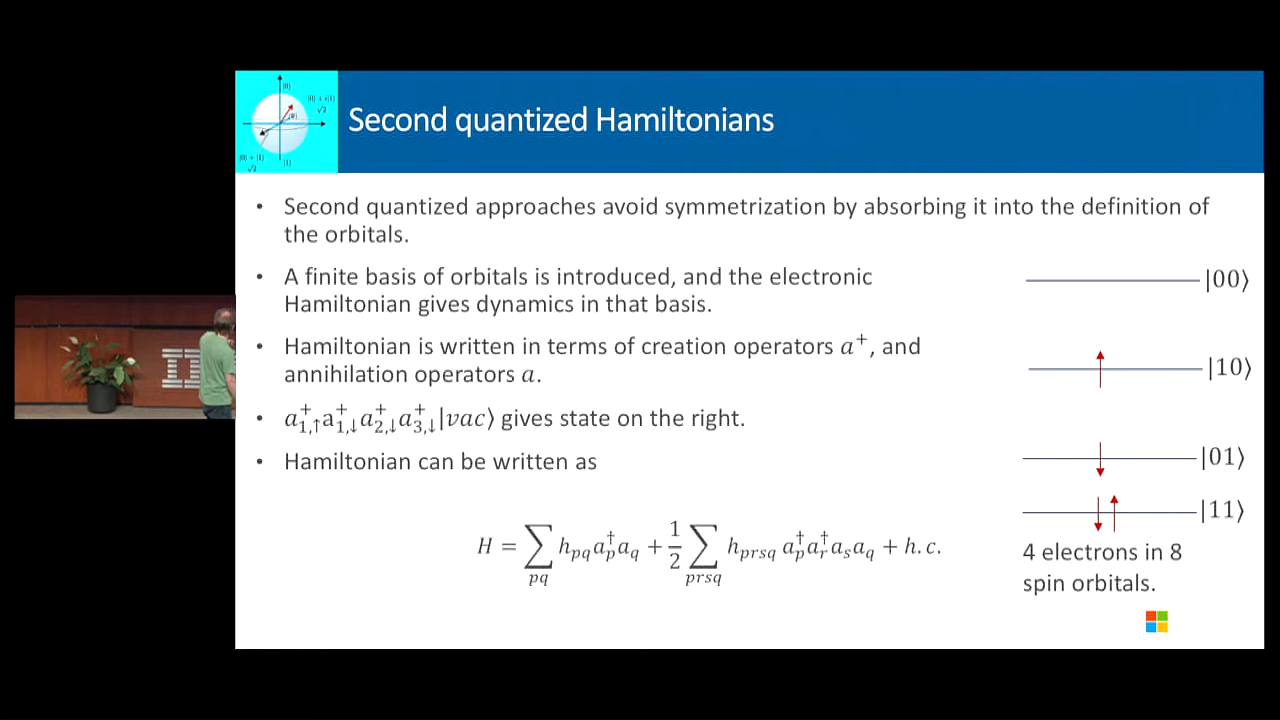 Second quantized Hamiltonians
• Second quantized approaches avoid symmetrization by absorbing it into the definition of
the orbitals.
• A finite basis of orbitals is introduced, and the electronic
Hamiltonian gives dynamics in that basis.
• Hamiltonian is written in terms of creation operators a⁺, and
annihilation operators a.
• a⁺₁,↑a⁺₁,↓a⁺₂,↓a⁺₃,↓|vac⟩ gives state on the right.
• Hamiltonian can be written as
H = ∑_{pq} h_{pq} a_p^† a_q + 1/2 ∑_{prsq} h_{prsq} a_p^† a_r^† a_s a_q + h.c.
|00⟩
|10⟩
|01⟩
|11⟩
4 electrons in 8
spin orbitals.